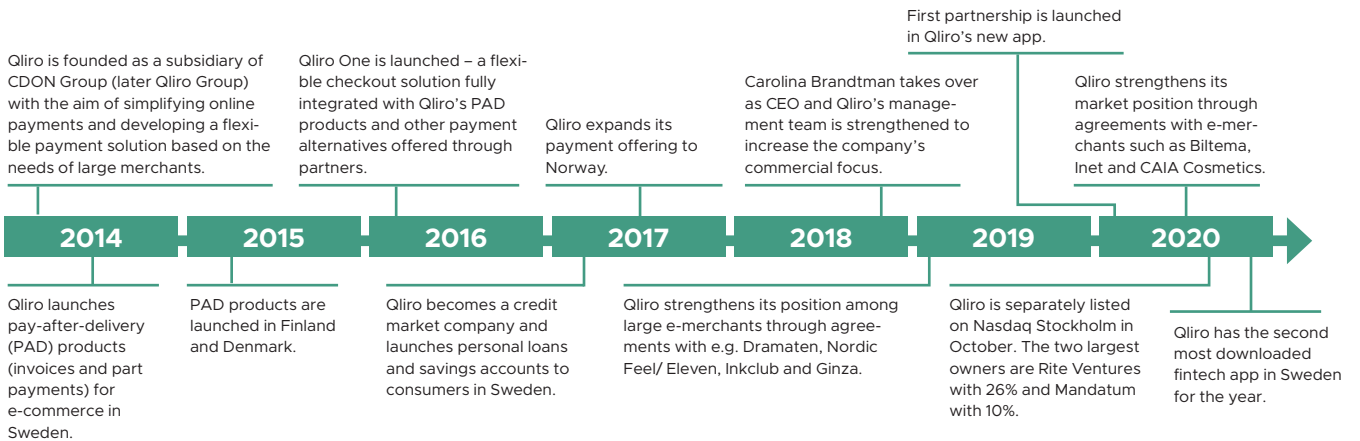 First partnership is launched
in Qliro's new app.
Qliro is founded as a subsidiary of
CDON Group (later Qliro Group)
with the aim of simplifying online
payments and developing a flexi-
ble payment solution based on the
needs of large merchants.
Qliro One is launched – a flexi-
ble checkout solution fully
integrated with Qliro's PAD
products and other payment
alternatives offered through
partners.
Qliro expands its
payment offering to
Norway.
Carolina Brandtman takes over
as CEO and Qliro's manage-
ment team is strengthened to
increase the company's
commercial focus.
Qliro strengthens its
market position through
agreements with e-mer-
chants such as Biltema,
Inet and CAIA Cosmetics.
2014
2015
2016
2017
2018
2019
2020
Qliro launches
pay-after-delivery
(PAD) products
(invoices and part
payments) for
e-commerce in
Sweden.
PAD products are
launched in Finland
and Denmark.
Qliro becomes a credit
market company and
launches personal loans
and savings accounts to
consumers in Sweden.
Qliro strengthens its position among
large e-merchants through agree-
ments with e.g. Dramaten, Nordic
Feel/ Eleven, Inkclub and Ginza.
Qliro is separately listed
on Nasdaq Stockholm in
October. The two largest
owners are Rite Ventures
with 26% and Mandatum
with 10%.
Qliro has the second
most downloaded
fintech app in Sweden
for the year.